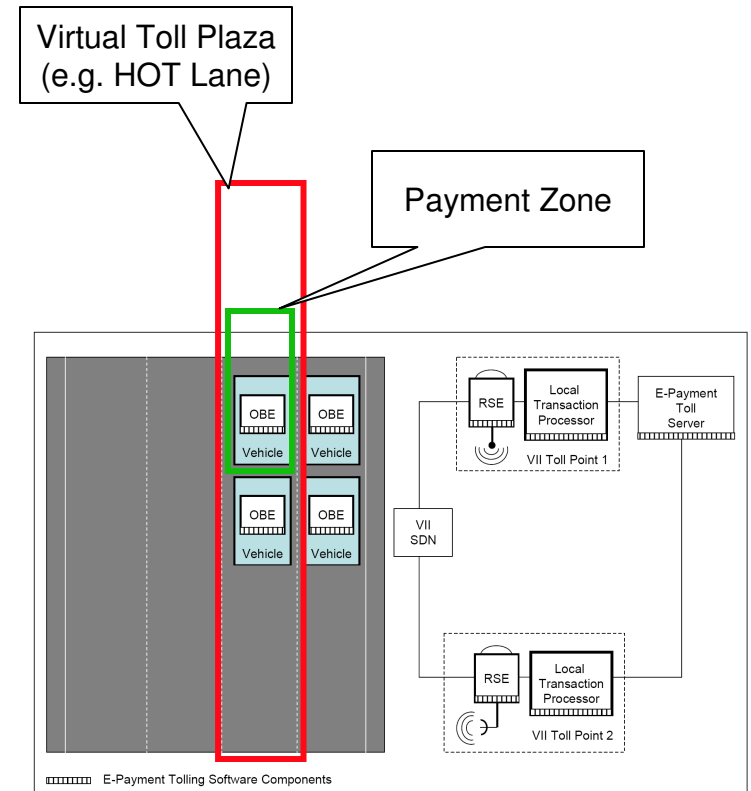 Virtual Toll Plaza
(e.g. HOT Lane)
Payment Zone
OBE
Vehicle
OBE
Vehicle
OBE
Vehicle
OBE
Vehicle
RSE
Local
Transaction
Processor
VII Toll Point 1
E-Payment
Toll
Server
VII
SDN
RSE
Local
Transaction
Processor
VII Toll Point 2
E-Payment Tolling Software Components